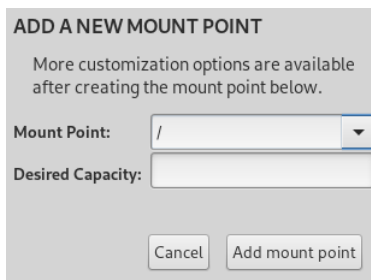 ADD A NEW MOUNT POINT
More customization options are available
after creating the mount point below.
Mount Point: /
Desired Capacity:
Cancel Add mount point